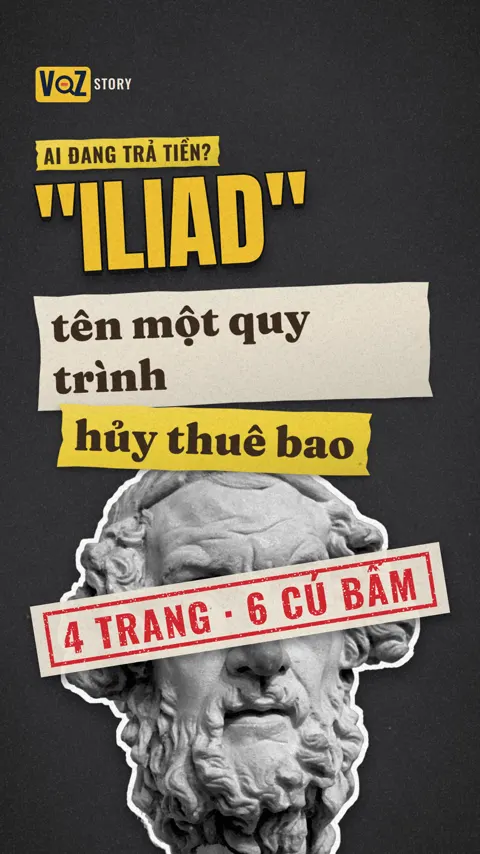 VOZ STORY
AI ĐANG TRẢ TIỀN?
"ILIAD"
tên một quy
trình
hủy thuê bao
4 TRANG · 6 CÚ BẤM